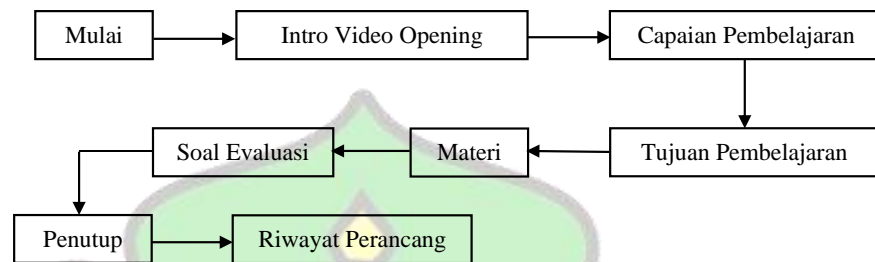 Mulai
Intro Video Opening
Capaian Pembelajaran
Tujuan Pembelajaran
Materi
Soal Evaluasi
Penutup
Riwayat Perancang